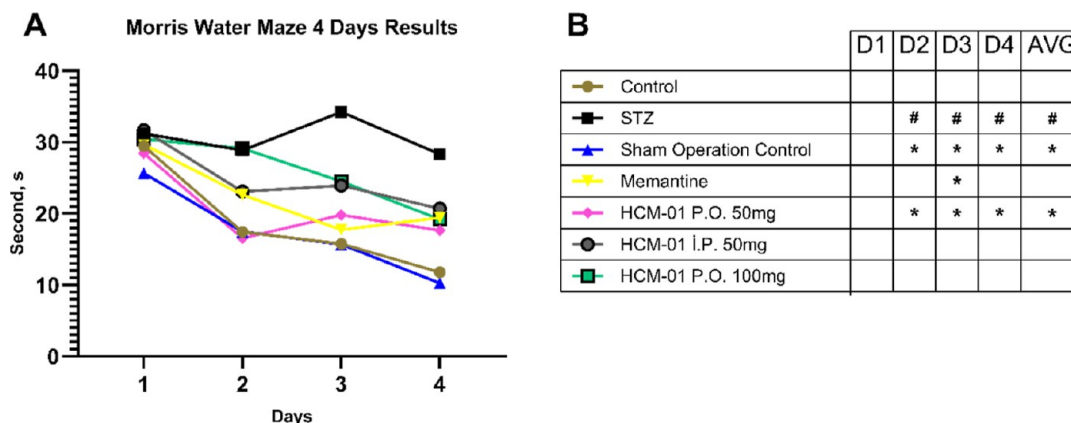 A
Morris Water Maze 4 Days Results
40
30
20
10
0
Second, s
1 2 3 4
Days
B
D1 D2 D3 D4 AVG
Control
STZ # # # #
Sham Operation Control * * * *
Memantine *
HCM-01 P.O. 50mg * * * *
HCM-01 İ.P. 50mg
HCM-01 P.O. 100mg